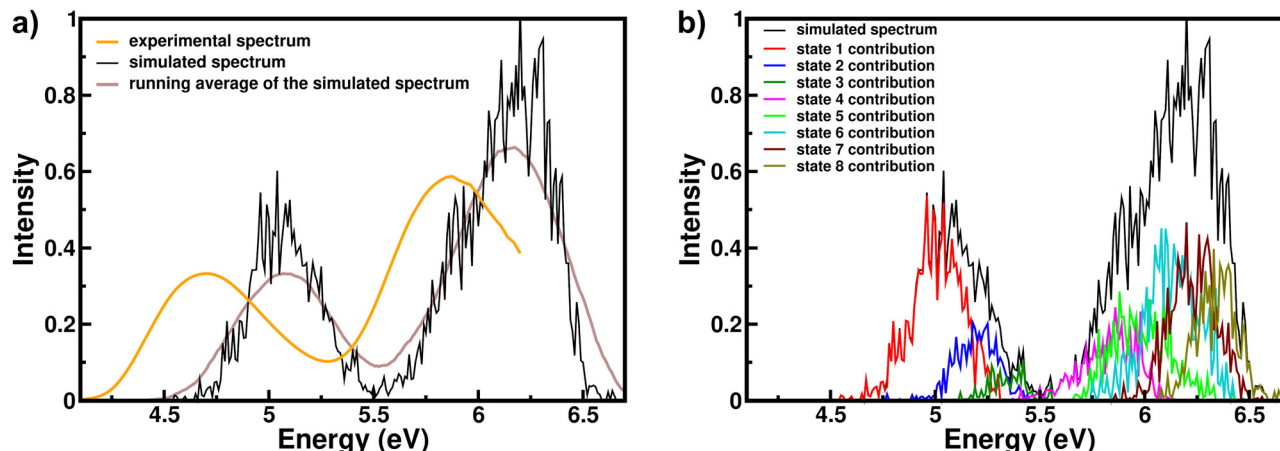 a)
1
0.8
0.6
0.4
0.2
0
Intensity
experimental spectrum
simulated spectrum
running average of the simulated spectrum
4.5 5 5.5 6 6.5
Energy (eV)
b)
1
0.8
0.6
0.4
0.2
0
Intensity
simulated spectrum
state 1 contribution
state 2 contribution
state 3 contribution
state 4 contribution
state 5 contribution
state 6 contribution
state 7 contribution
state 8 contribution
4.5 5 5.5 6 6.5
Energy (eV)